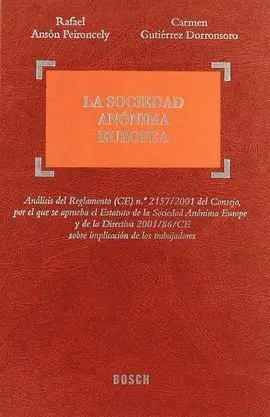 Rafael
Ansón Peironcely
Carmen
Gutiérrez Dorronsoro
LA SOCIEDAD
ANÓNIMA
EUROPEA
Análisis del Reglamento (CE) n.º 2157/2001 del Consejo,
por el que se aprueba el Estatuto de la Sociedad Anónima Europe
y de la Directiva 2001/86/CE
sobre implicación de los trabajadores
BOSCH